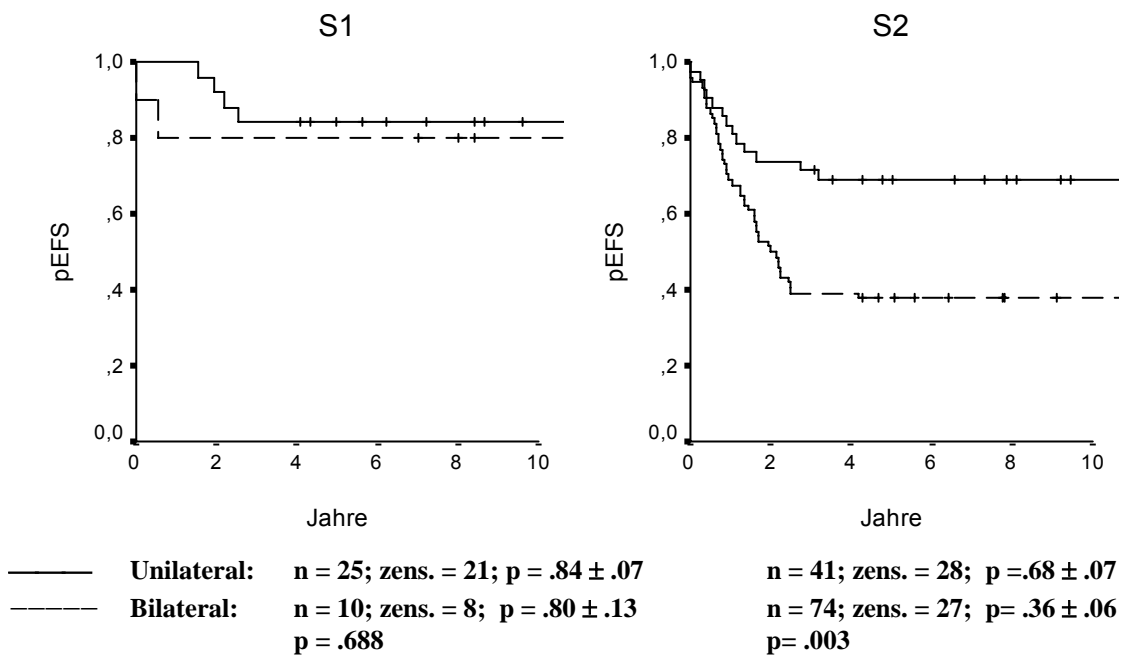 S1
S2
1,0
,8
,6
,4
,2
0,0
pEFS
0 2 4 6 8 10
Jahre
1,0
,8
,6
,4
,2
0,0
pEFS
0 2 4 6 8 10
Jahre
Unilateral: n = 25; zens. = 21; p = .84 ± .07 n = 41; zens. = 28; p =.68 ± .07
Bilateral: n = 10; zens. = 8; p = .80 ± .13 n = 74; zens. = 27; p= .36 ± .06
p = .688 p= .003